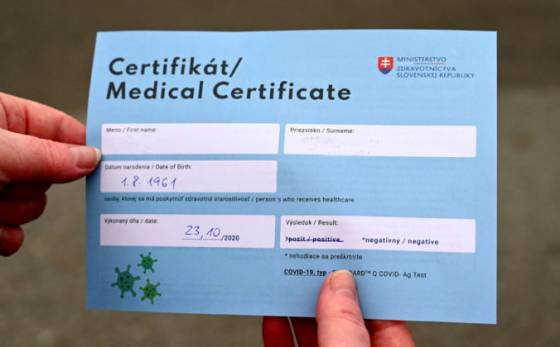 Certifikát/
Medical Certificate
MINISTERSTVO
ZDRAVOTNÍCTVA
SLOVENSKEJ REPUBLIKY
Meno / First name:
Priezvisko / Surname:
Dátum narodenia / Date of Birth:
1.8.1961
osoby, ktorej sa má poskytnúť zdravotná starostlivosť / person´s who receives healthcare
Vykonaný dňa / date:
23.10 /2020
Výsledok / Result:
*pozit / positive *negatívny / negative
* nehodiace sa preškrtnite
COVID-19, typ - Q COVID- Ag Test